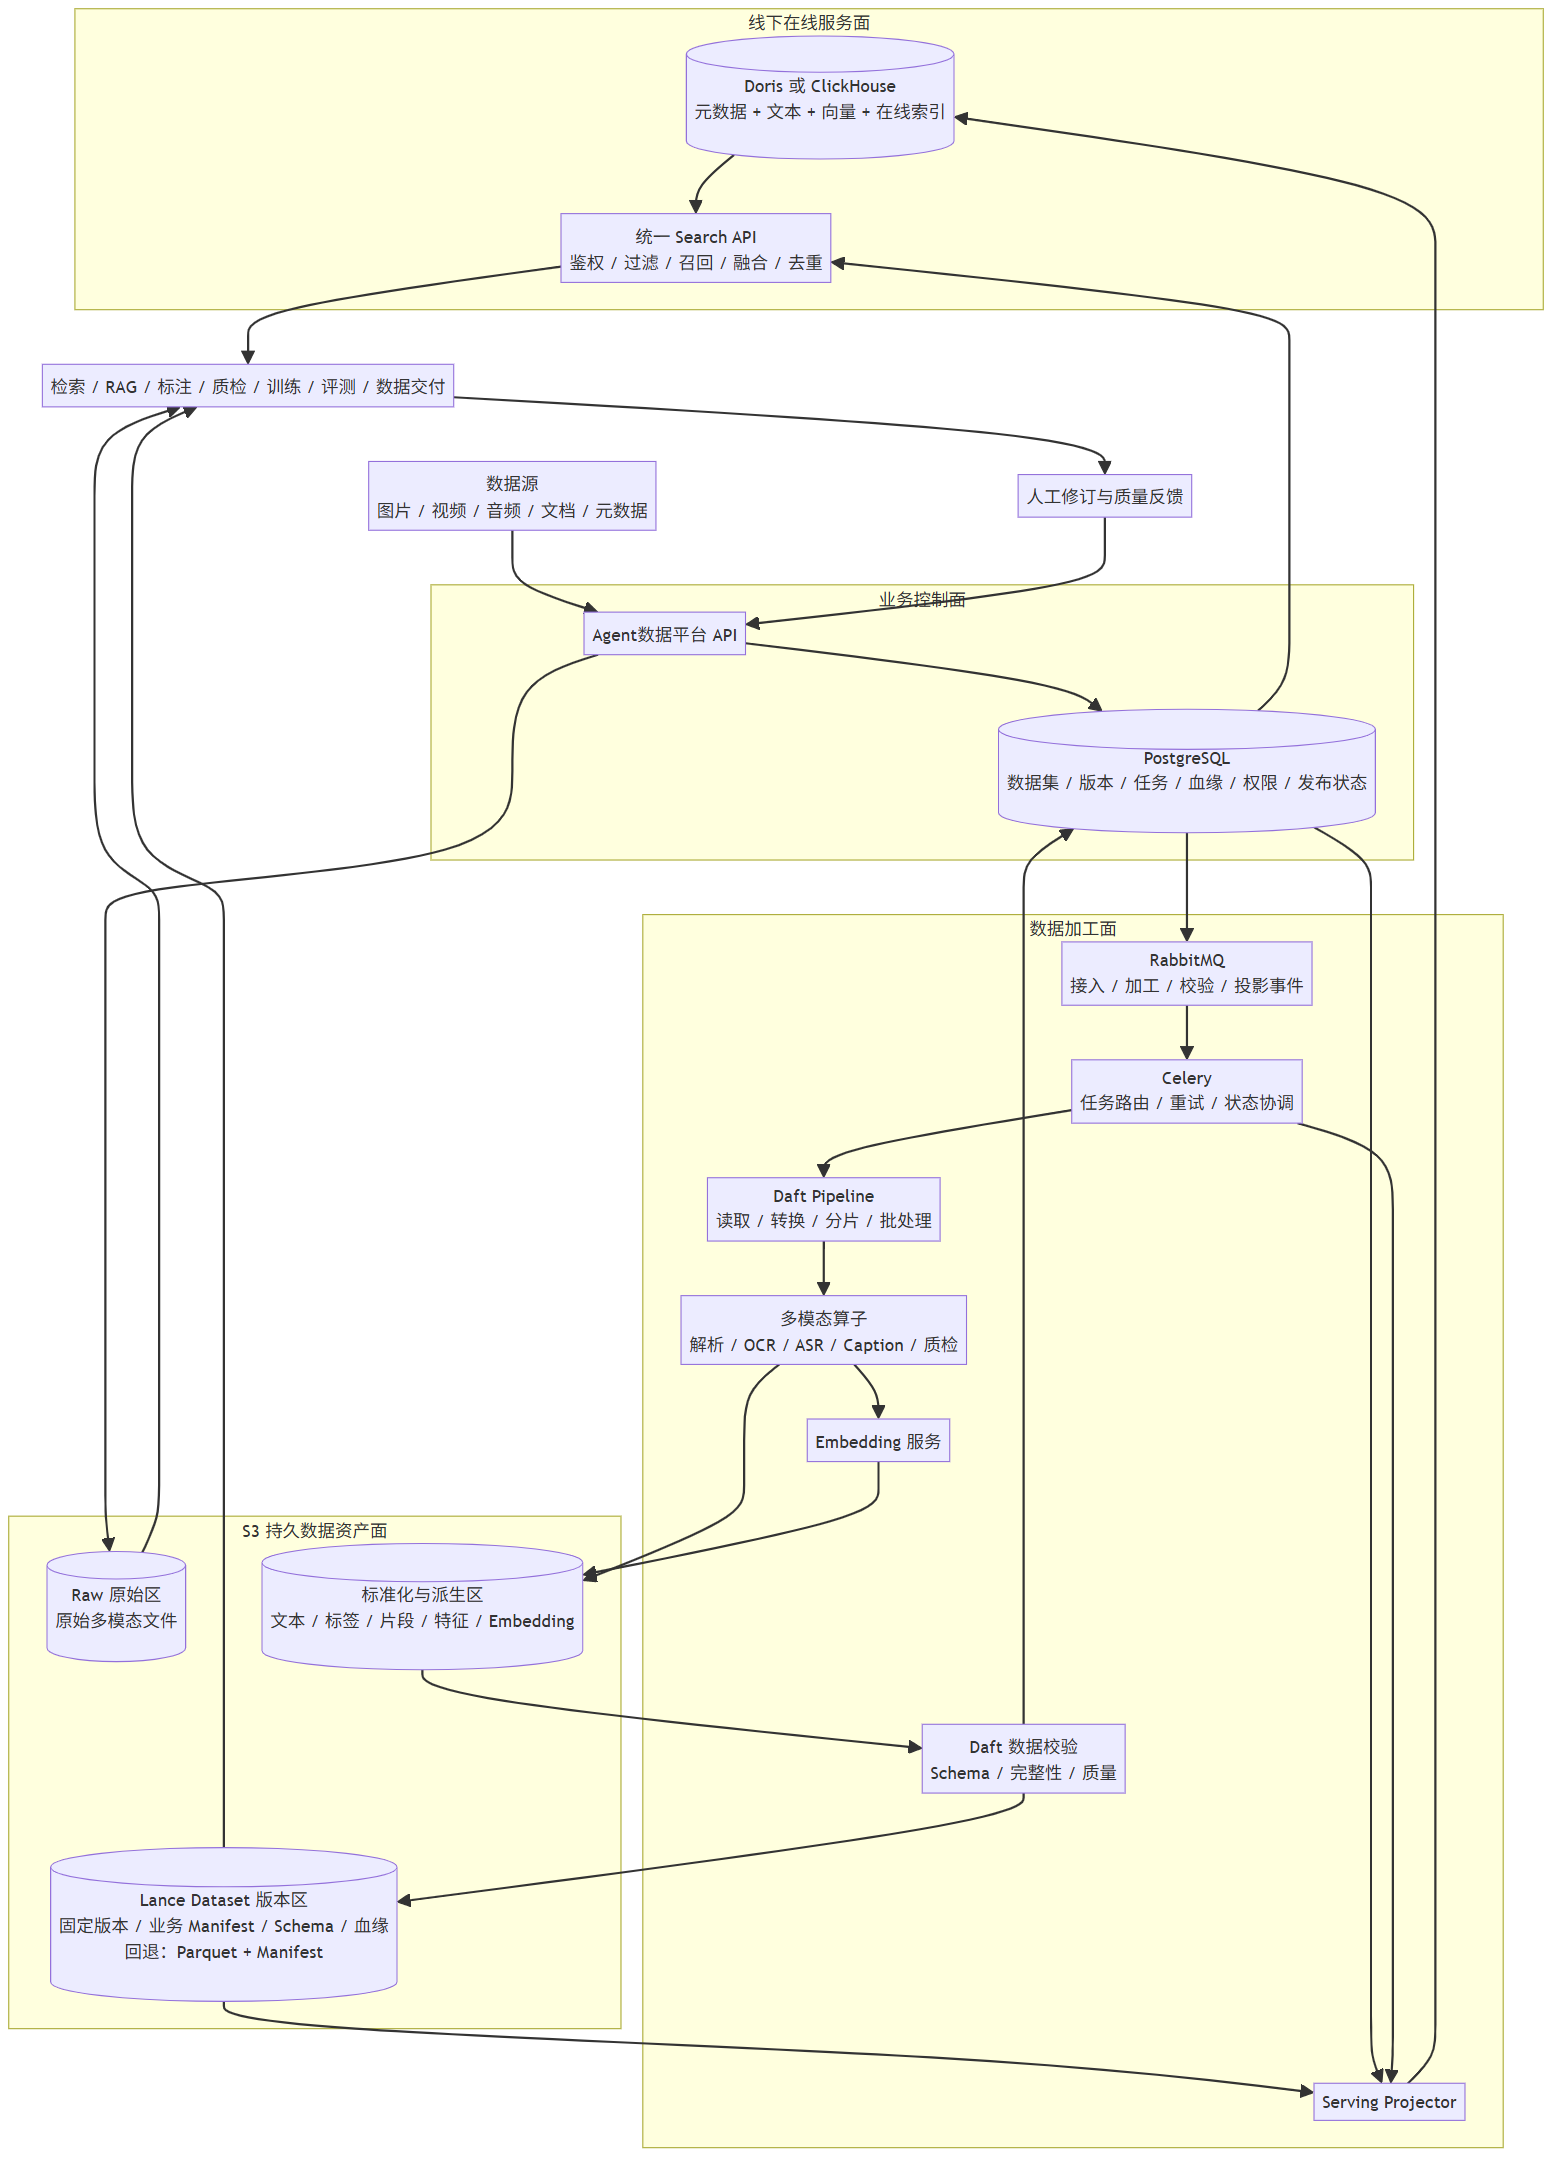 线下在线服务面
Doris 或 ClickHouse
元数据 + 文本 + 向量 + 在线索引
统一 Search API
鉴权 / 过滤 / 召回 / 融合 / 去重
检索 / RAG / 标注 / 质检 / 训练 / 评测 / 数据交付
数据源
图片 / 视频 / 音频 / 文档 / 元数据
人工修订与质量反馈
业务控制面
Agent数据平台 API
PostgreSQL
数据集 / 版本 / 任务 / 血缘 / 权限 / 发布状态
数据加工面
RabbitMQ
接入 / 加工 / 校验 / 投影事件
Celery
任务路由 / 重试 / 状态协调
Daft Pipeline
读取 / 转换 / 分片 / 批处理
多模态算子
解析 / OCR / ASR / Caption / 质检
Embedding 服务
S3 持久数据资产面
Raw 原始区
原始多模态文件
标准化与派生区
文本 / 标签 / 片段 / 特征 / Embedding
Daft 数据校验
Schema / 完整性 / 质量
Lance Dataset 版本区
固定版本 / 业务 Manifest / Schema / 血缘
回退：Parquet + Manifest
Serving Projector